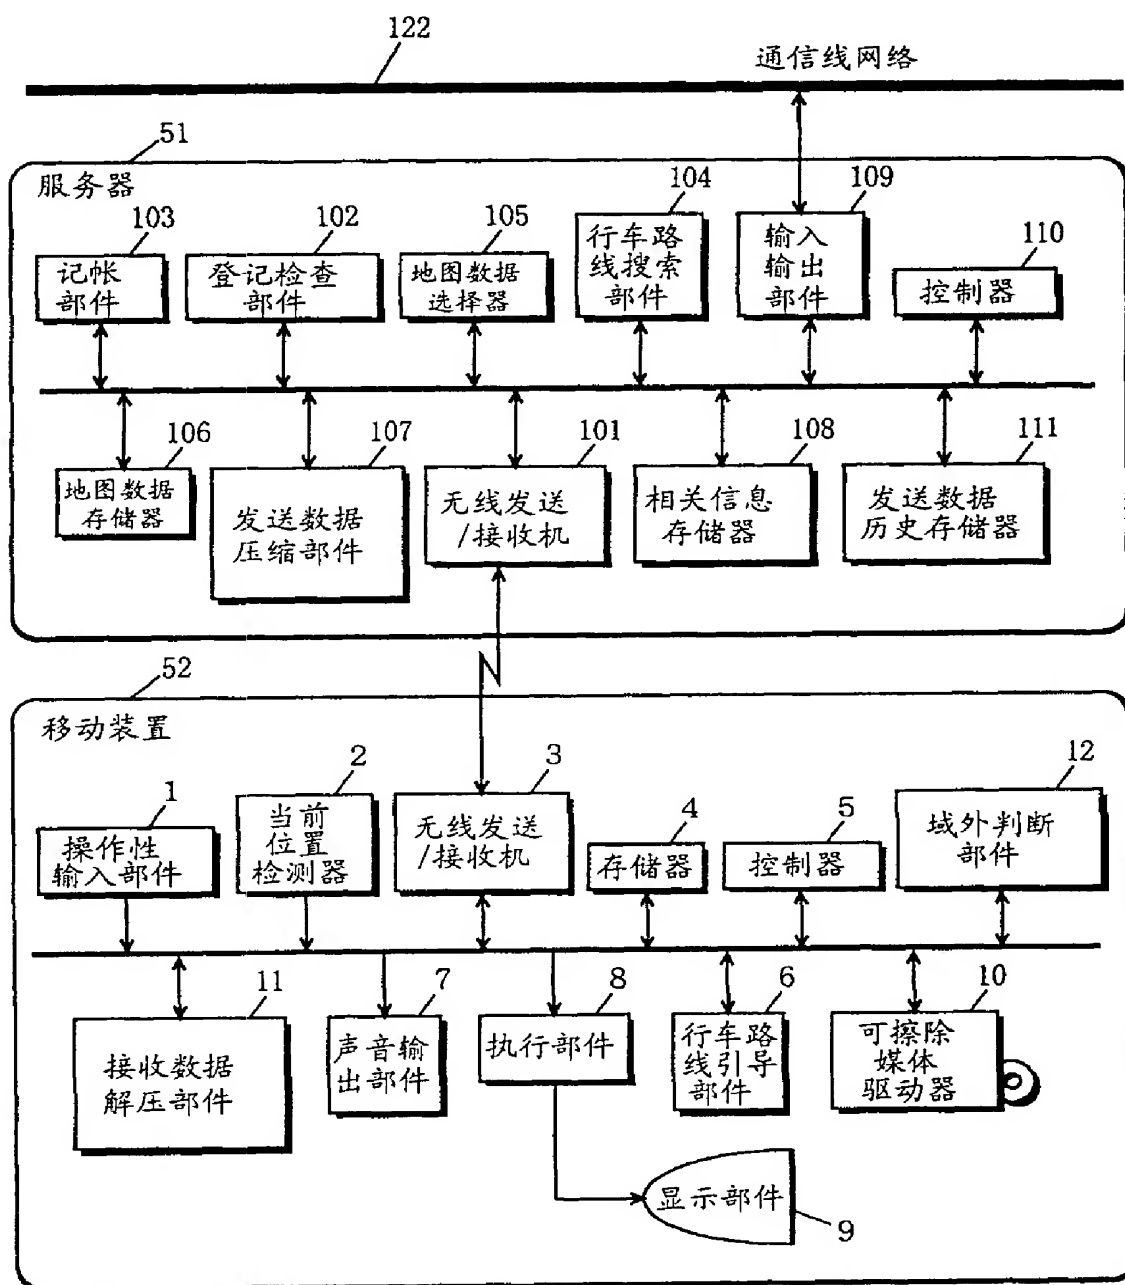 122
通信线网络
51
服务器
103
记帐
部件
102
登记检查
部件
105
地图数据
选择器
104
行车路
线搜索
部件
109
输入
输出
部件
110
控制器
106
地图数据
存储器
107
发送数据
压缩部件
101
无线发送
/接收机
108
相关信息
存储器
111
发送数据
历史存储器
52
移动装置
1
操作性
输入部件
2
当前
位置
检测器
3
无线发送
/接收机
4
存储器
5
控制器
12
域外判断
部件
11
接收数据
解压部件
7
声音输
出部件
8
执行部件
6
行车路
线引导
部件
10
可擦除
媒体
驱动器
显示部件
9